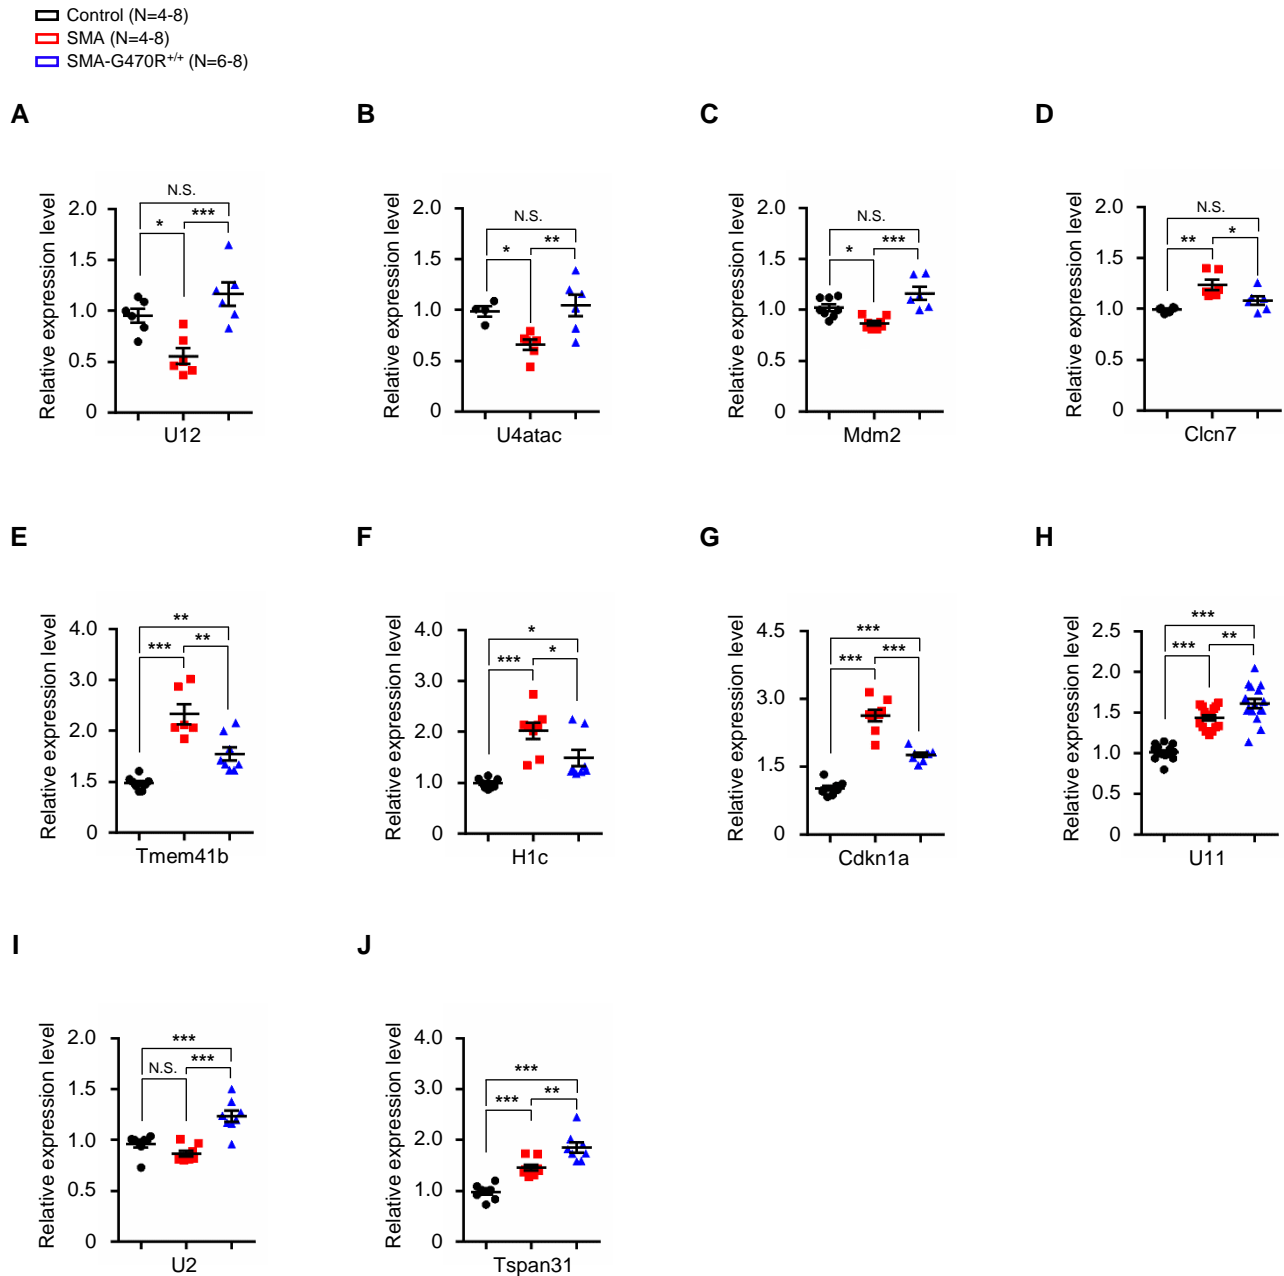 Control (N=4-8)
SMA (N=4-8)
SMA-G470R+/+ (N=6-8)
A
B
C
D
Relative expression level
2.0
1.5
1.0
0.5
0
N.S.
*
***
U12
Relative expression level
2.0
1.5
1.0
0.5
0
N.S.
*
**
U4atac
Relative expression level
2.0
1.5
1.0
0.5
0
N.S.
*
***
Mdm2
Relative expression level
2.0
1.5
1.0
0.5
0
N.S.
**
*
Clcn7
E
F
G
H
Relative expression level
4.0
3.0
2.0
1.5
0
**
***
**
Tmem41b
Relative expression level
4.0
3.0
2.0
1.0
0
*
***
*
H1c
Relative expression level
4.5
3.0
1.5
0
***
***
***
Cdkn1a
Relative expression level
2.5
2.0
1.5
1.0
0.5
0
***
***
**
U11
I
J
Relative expression level
2.0
1.5
1.0
0.5
0
***
N.S.
***
U2
Relative expression level
4.0
3.0
2.0
1.0
0
***
***
**
Tspan31